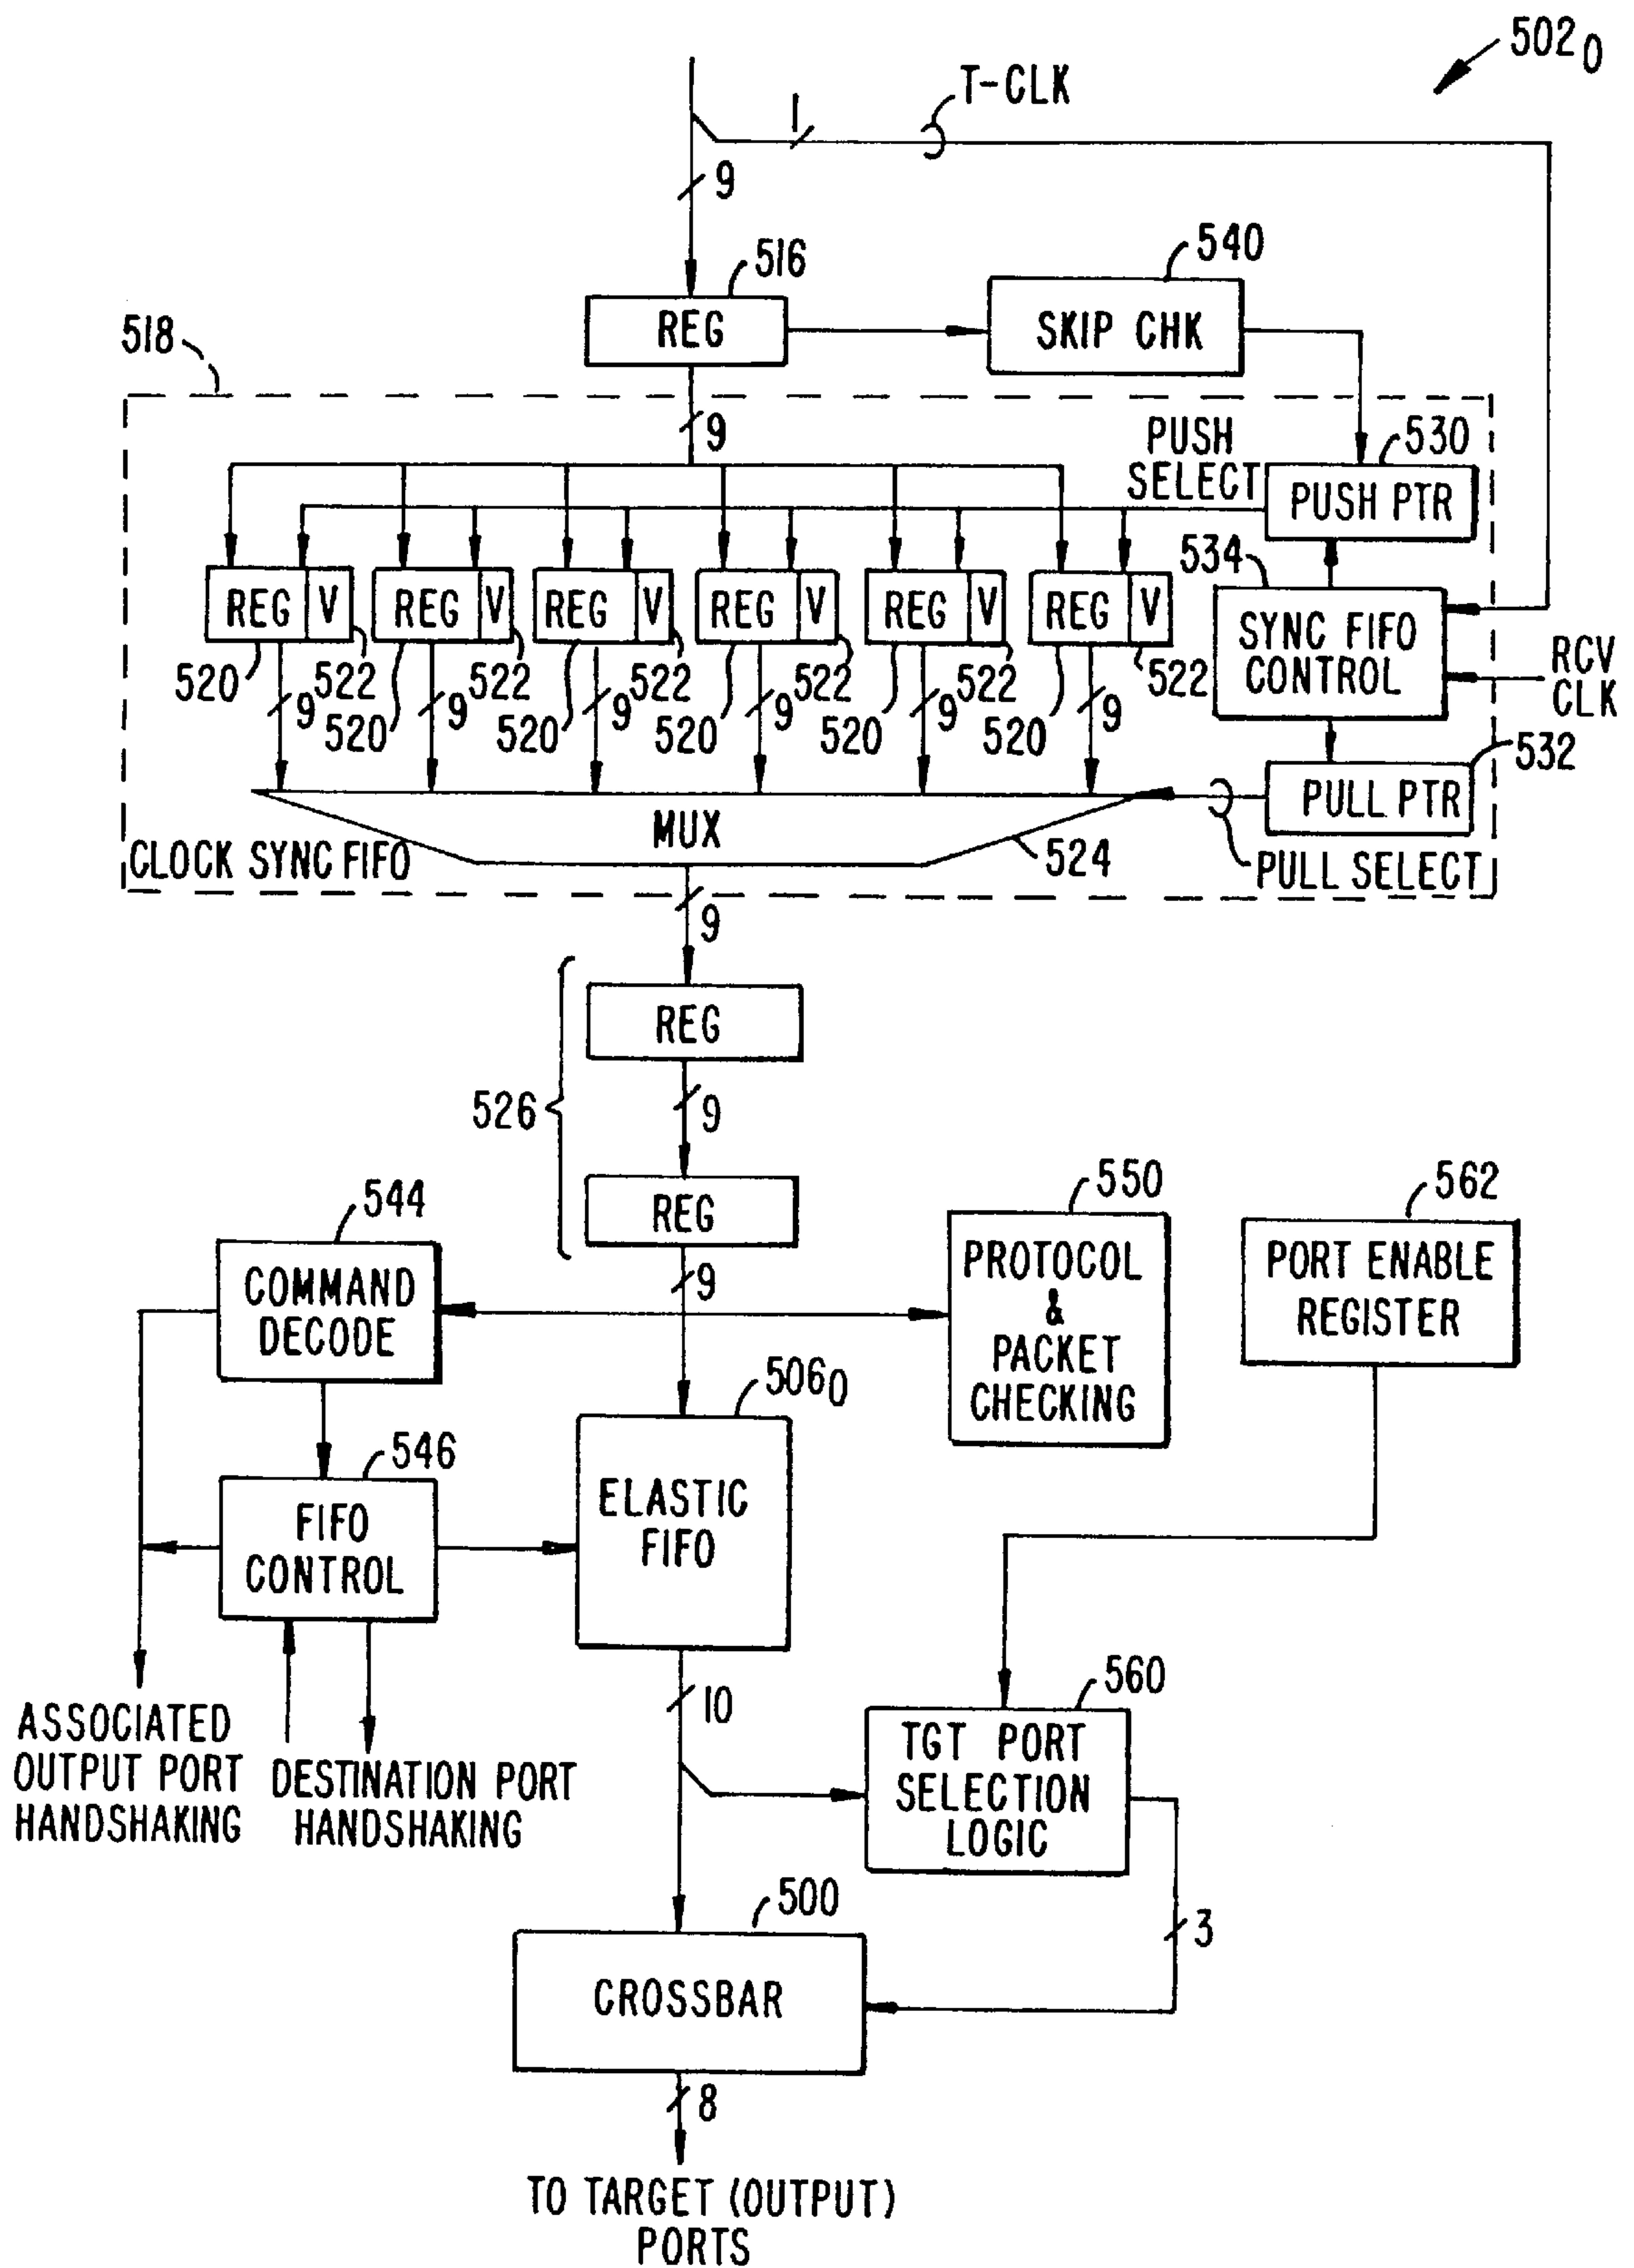 502₀
T-CLK
1
9
516
540
REG
SKIP CHK
518
9
PUSH
SELECT
530
PUSH PTR
534
REG V REG V REG V REG V REG V REG V
SYNC FIFO
CONTROL
RCV
CLK
520 522 520 522 520 522 520 522 520 522 520 522
9 9 9 9 9 9
532
PULL PTR
MUX
524
CLOCK SYNC FIFO
PULL SELECT
9
REG
526
9
REG
9
544
COMMAND
DECODE
550
PROTOCOL
&
PACKET
CHECKING
562
PORT ENABLE
REGISTER
506₀
ELASTIC
FIFO
546
FIFO
CONTROL
10
560
TGT PORT
SELECTION
LOGIC
ASSOCIATED
OUTPUT PORT
HANDSHAKING
DESTINATION PORT
HANDSHAKING
500
3
CROSSBAR
8
TO TARGET (OUTPUT)
PORTS